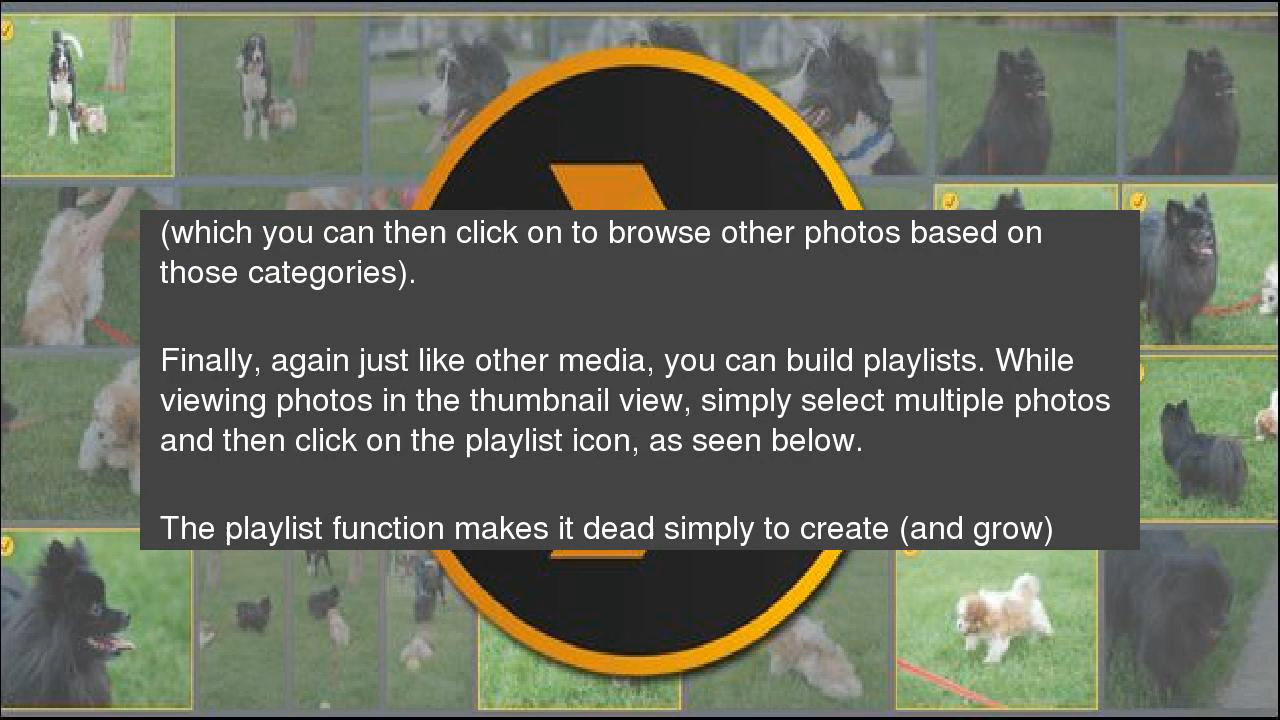 (which you can then click on to browse other photos based on
those categories).
Finally, again just like other media, you can build playlists. While
viewing photos in the thumbnail view, simply select multiple photos
and then click on the playlist icon, as seen below.
The playlist function makes it dead simply to create (and grow)